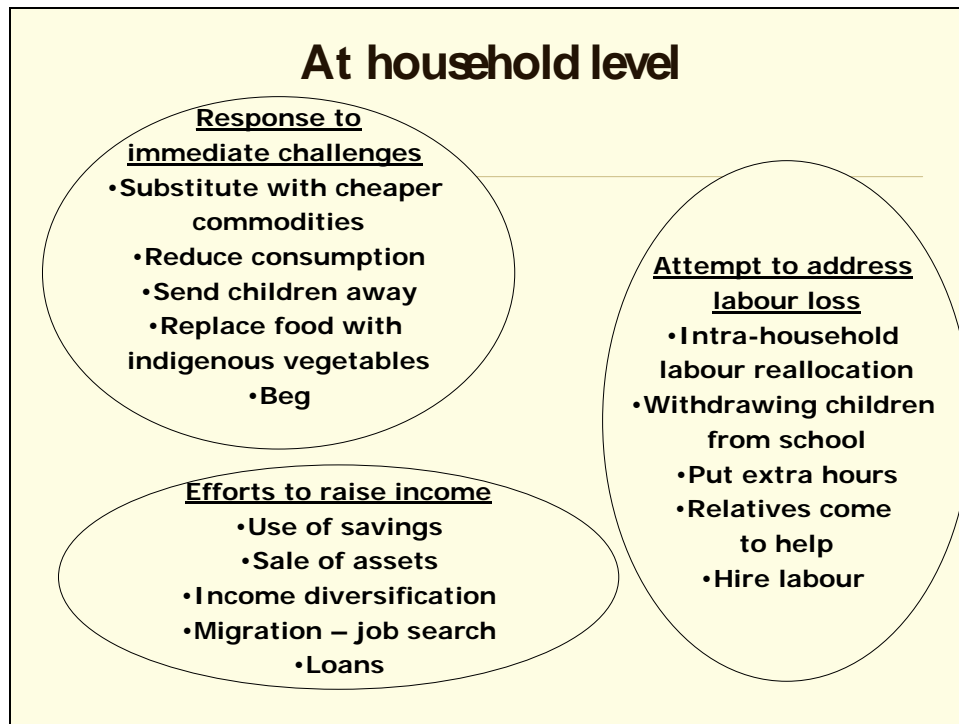 At household level
Response to
immediate challenges
•Substitute with cheaper
commodities
•Reduce consumption
•Send children away
•Replace food with
indigenous vegetables
•Beg
Efforts to raise income
•Use of savings
•Sale of assets
•Income diversification
•Migration – job search
•Loans
Attempt to address
labour loss
•Intra-household
labour reallocation
•Withdrawing children
from school
•Put extra hours
•Relatives come
to help
•Hire labour